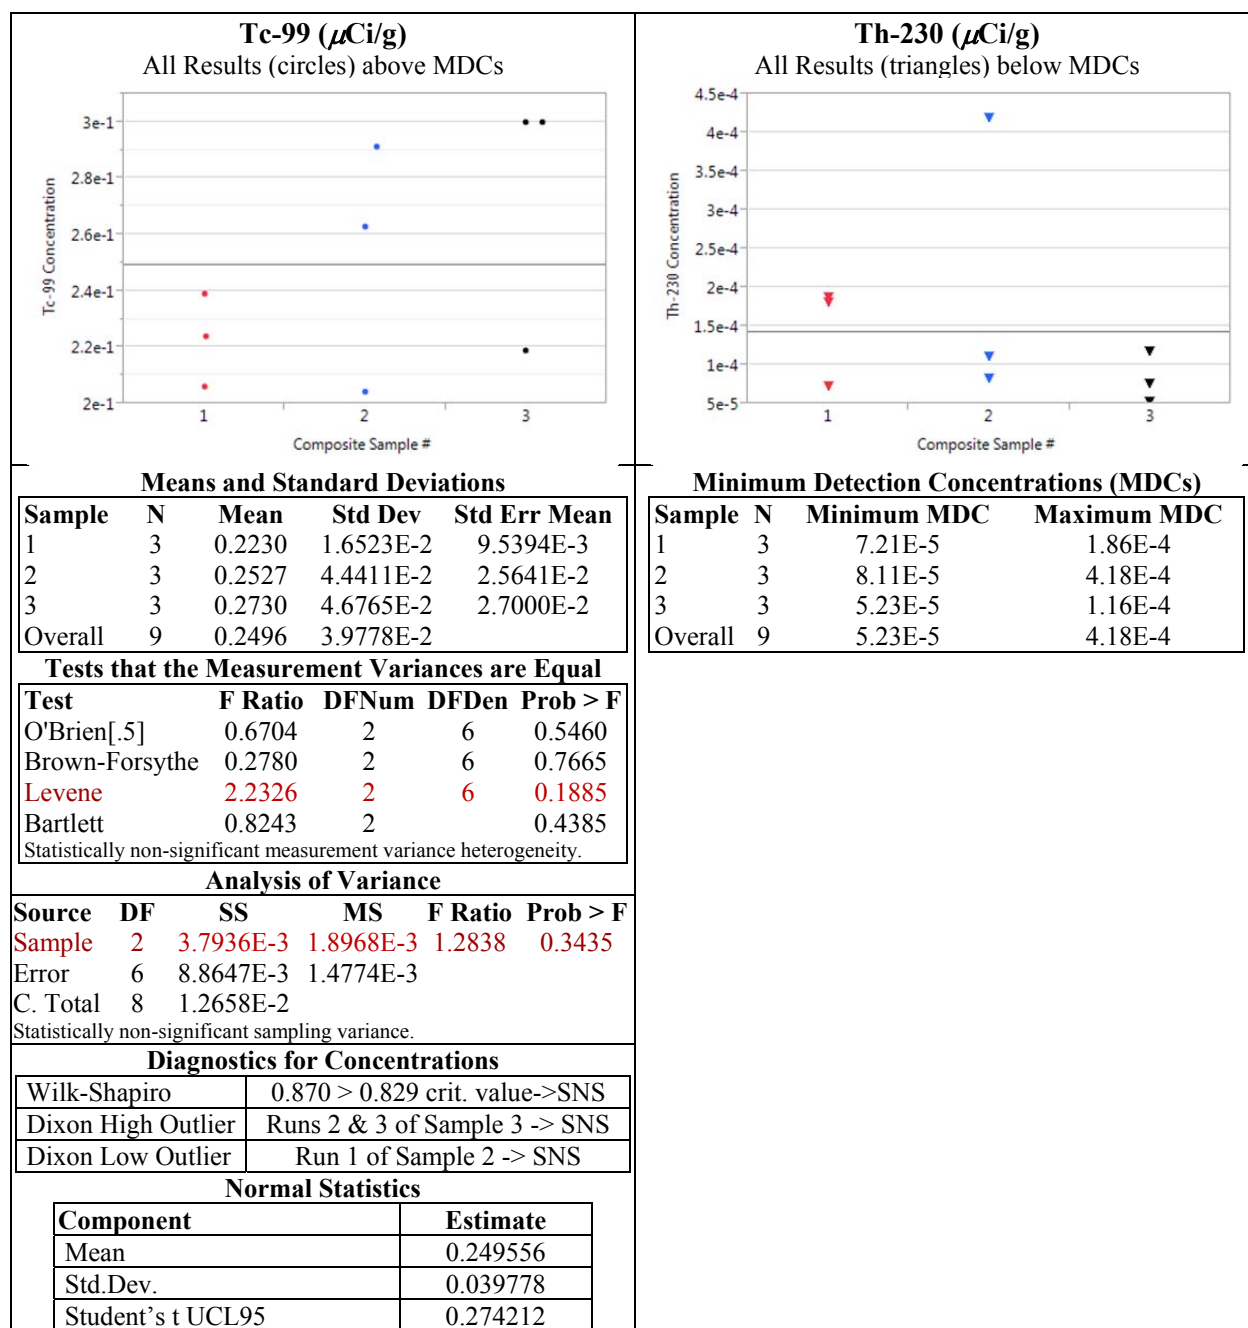 Tc-99 (μCi/g)
All Results (circles) above MDCs
3e-1
2.8e-1
2.6e-1
2.4e-1
2.2e-1
2e-1
Tc-99 Concentration
1 2 3
Composite Sample #
Th-230 (μCi/g)
All Results (triangles) below MDCs
4.5e-4
4e-4
3.5e-4
3e-4
2.5e-4
2e-4
1.5e-4
1e-4
5e-5
Th-230 Concentration
1 2 3
Composite Sample #
Means and Standard Deviations
Sample N Mean Std Dev Std Err Mean
1 3 0.2230 1.6523E-2 9.5394E-3
2 3 0.2527 4.4411E-2 2.5641E-2
3 3 0.2730 4.6765E-2 2.7000E-2
Overall 9 0.2496 3.9778E-2
Minimum Detection Concentrations (MDCs)
Sample N Minimum MDC Maximum MDC
1 3 7.21E-5 1.86E-4
2 3 8.11E-5 4.18E-4
3 3 5.23E-5 1.16E-4
Overall 9 5.23E-5 4.18E-4
Tests that the Measurement Variances are Equal
Test F Ratio DFNum DFDen Prob > F
O'Brien[.5] 0.6704 2 6 0.5460
Brown-Forsythe 0.2780 2 6 0.7665
Levene 2.2326 2 6 0.1885
Bartlett 0.8243 2 0.4385
Statistically non-significant measurement variance heterogeneity.
Analysis of Variance
Source DF SS MS F Ratio Prob > F
Sample 2 3.7936E-3 1.8968E-3 1.2838 0.3435
Error 6 8.8647E-3 1.4774E-3
C. Total 8 1.2658E-2
Statistically non-significant sampling variance.
Diagnostics for Concentrations
Wilk-Shapiro 0.870 > 0.829 crit. value->SNS
Dixon High Outlier Runs 2 & 3 of Sample 3 -> SNS
Dixon Low Outlier Run 1 of Sample 2 -> SNS
Normal Statistics
Component Estimate
Mean 0.249556
Std.Dev. 0.039778
Student's t UCL95 0.274212